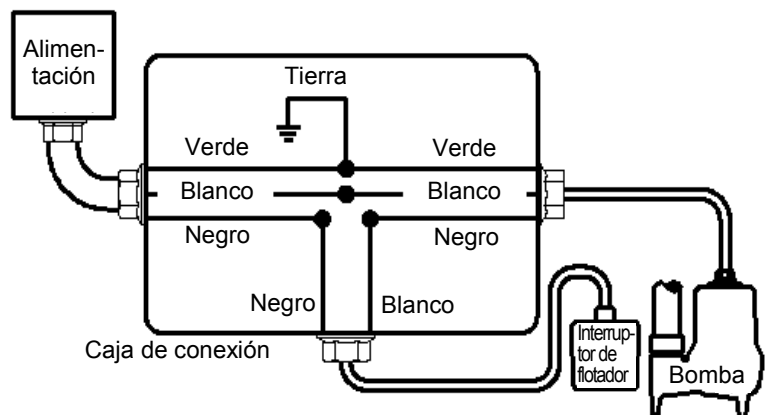 Alimen-
tación
Tierra
Verde
Verde
Blanco
Blanco
Negro
Negro
Negro
Blanco
Caja de conexión
Interrup-
tor de
flotador
Bomba